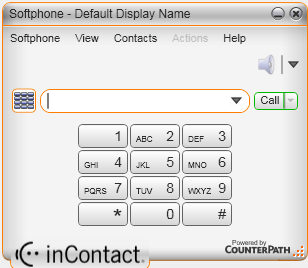 Softphone - Default Display Name
Softphone View Contacts Actions Help
Call
1 ABC 2 DEF 3
GHI 4 JKL 5 MNO 6
PQRS 7 TUV 8 WXYZ 9
* 0 #
inContact®
Powered by
COUNTERPATH